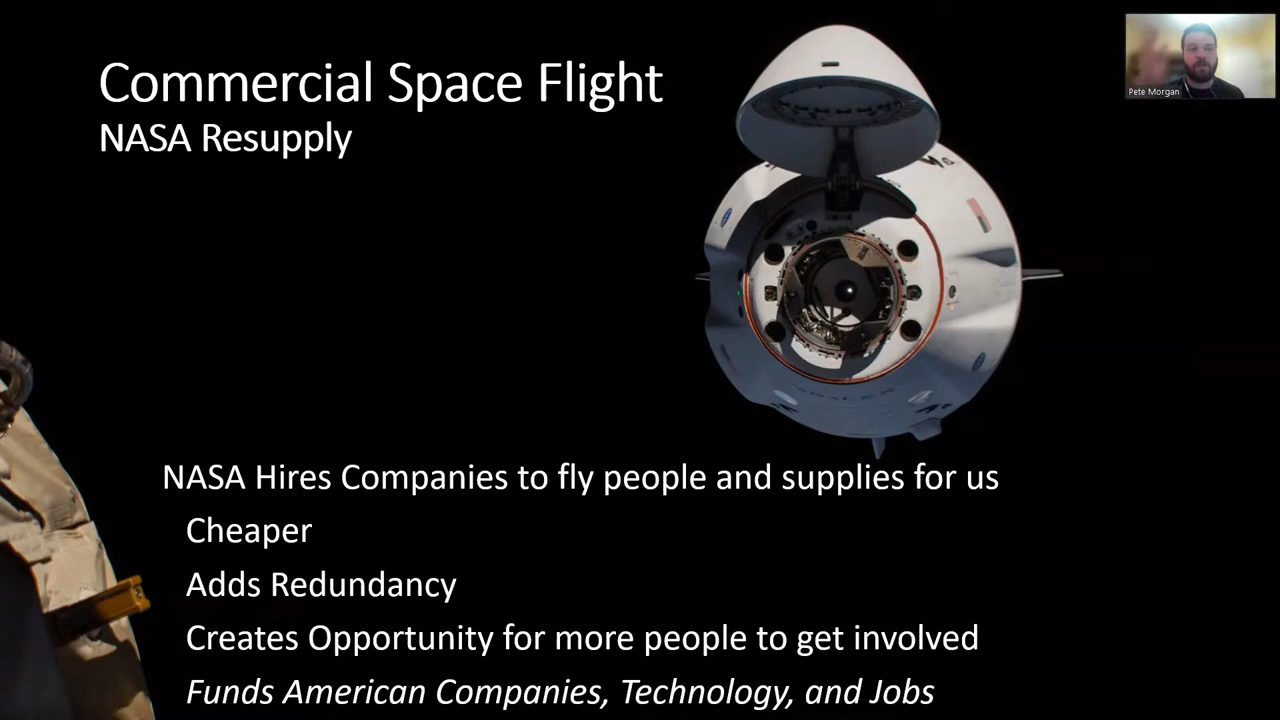 Commercial Space Flight
NASA Resupply
Pete Morgan
NASA Hires Companies to fly people and supplies for us
Cheaper
Adds Redundancy
Creates Opportunity for more people to get involved
Funds American Companies, Technology, and Jobs